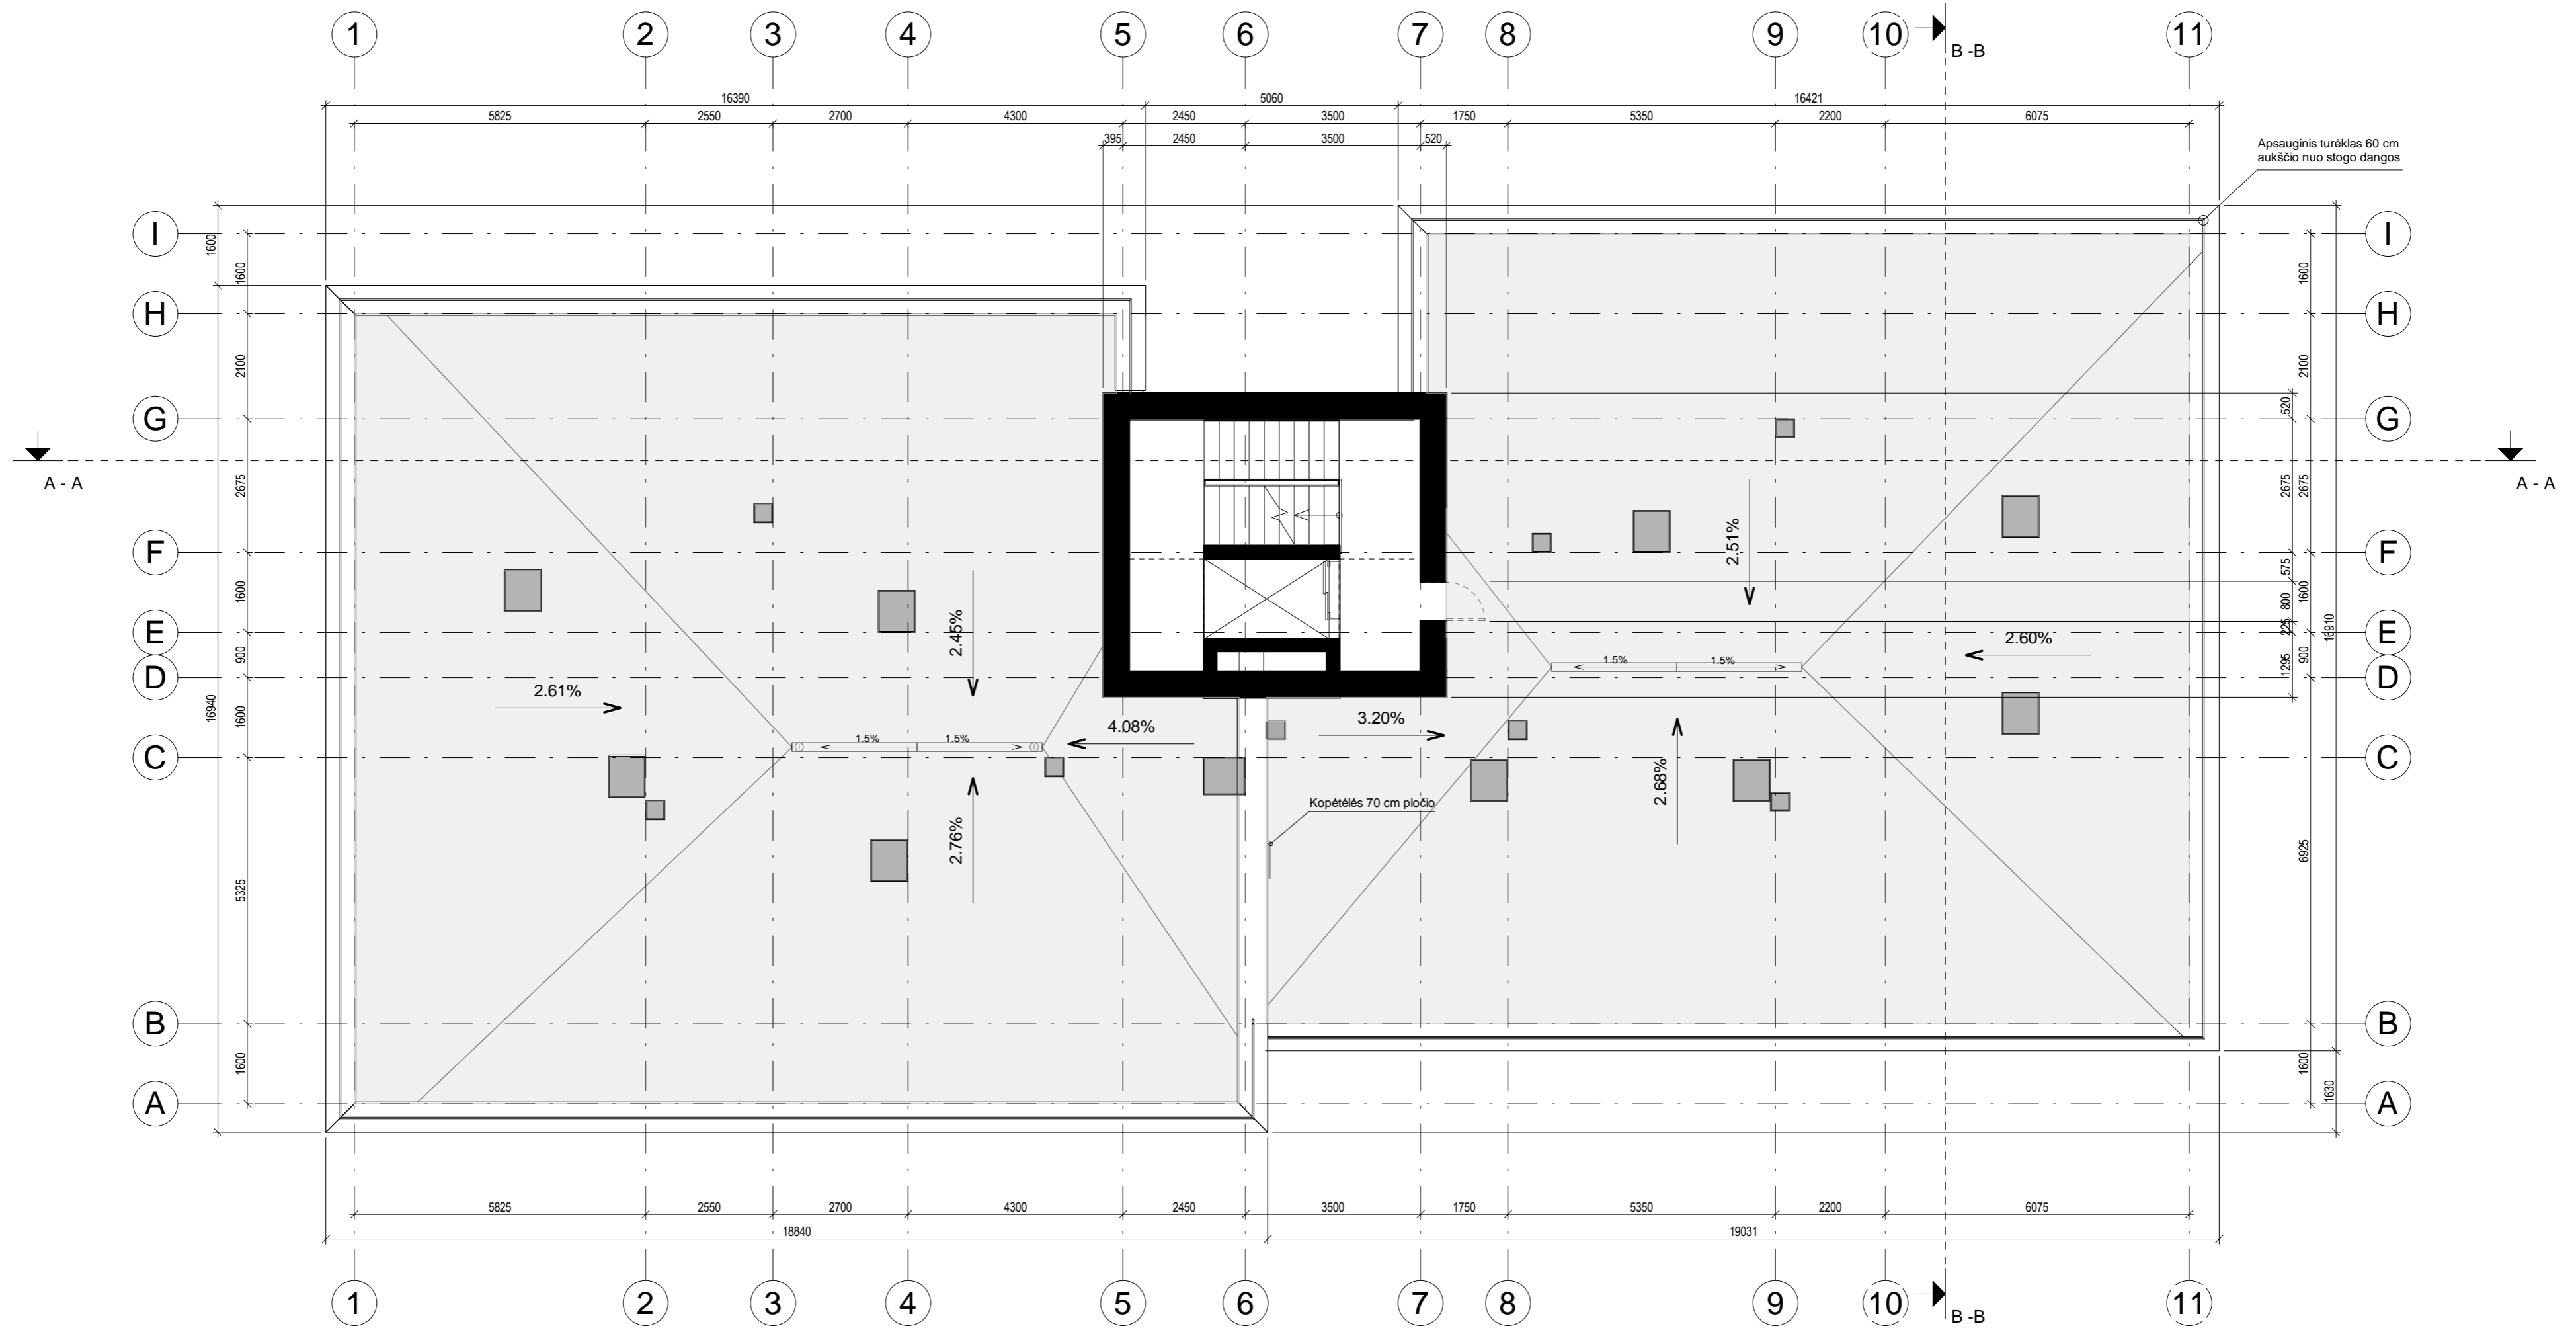 1 2 3 4 5 6 7 8 9 10 11
B -B
16390 5060 16421
5825 2550 2700 4300 2450 3500 1750 5350 2200 6075
395 2450 3500 520
Apsauginis turėklas 60 cm
aukščio nuo stogo dangos
I I
1600 1600 1600
H H
2100 2100
G G
520
A - A A - A
2675 2675 2675
F F
2.51%
1600 575 1600
800
E E
2.45% 225 16910
2.60%
900 1.5% 1.5% 1295 900
D D
2.61%
16940 1600
4.08% 3.20%
1.5% 1.5%
C C
2.68%
Kopėtėlės 70 cm pločio
2.76%
5325 6925
B B
1600 1600
1630
A A
5825 2550 2700 4300 2450 3500 1750 5350 2200 6075
18840 19031
1 2 3 4 5 6 7 8 9 10 11
B -B